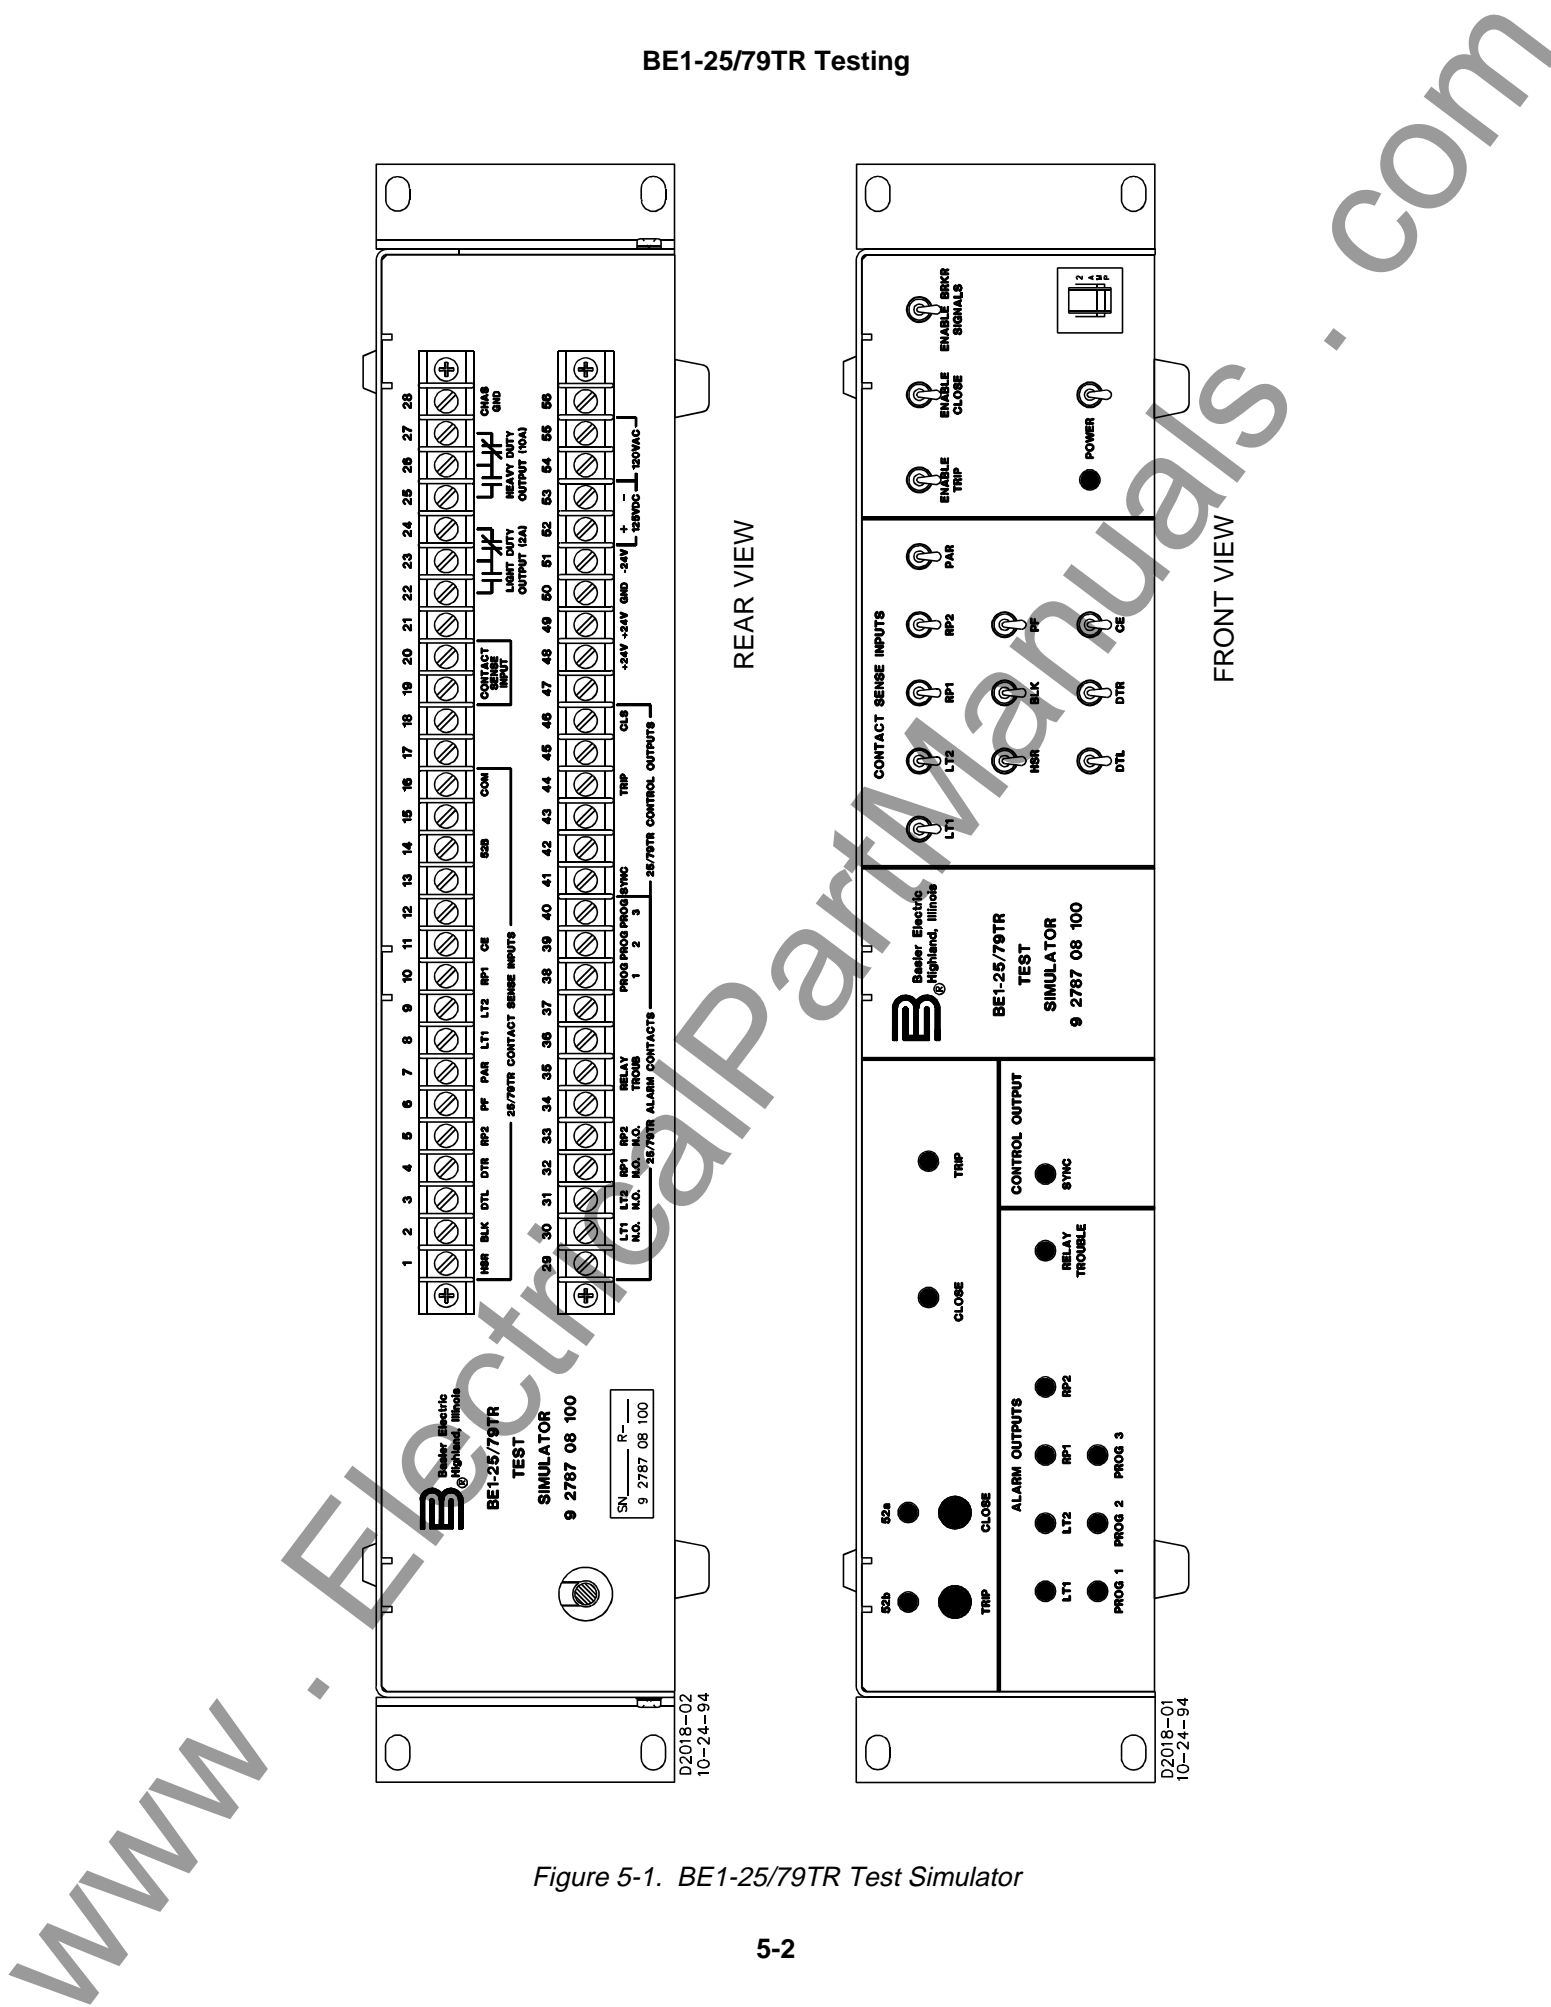 BE1-25/79TR Testing
28 27 26 25 24 23 22 21 20 19 18 17 16 15 14 13 12 11 10 9 8 7 6 5 4 3 2 1
CHAS
GND
HEAVY DUTY
OUTPUT (10A)
LIGHT DUTY
OUTPUT (2A)
CONTACT
SENSE
INPUT
HSR BLK DTL DTR RP2 PF PAR LT1 LT2 RP1 CE 52B COM
25/79TR CONTACT SENSE INPUTS
56 55 54 53 52 51 50 49 48 47 46 45 44 43 42 41 40 39 38 37 36 35 34 33 32 31 30 29
120VAC
+ -
125VDC
+24V +24V GND -24V
TRIP CLS
SYNC
25/79TR CONTROL OUTPUTS
PROG PROG PROG
1 2 3
RELAY
TROUB
LT1 LT2 RP1 RP2
N.O. N.O. N.O. N.O.
25/79TR ALARM CONTACTS
Basler Electric
Highland, Illinois
®
BE1-25/79TR
TEST
SIMULATOR
9 2787 08 100
SN____ R-___
9 2787 08 100
D2018-02
10-24-94
REAR VIEW
ENABLE BRKR
SIGNALS
ENABLE
CLOSE
ENABLE
TRIP
2
AMP
POWER
CONTACT SENSE INPUTS
LT1 LT2 RP1 RP2 PAR
HSR BLK PF
DTL DTR CE
Basler Electric
Highland, Illinois
®
BE1-25/79TR
TEST
SIMULATOR
9 2787 08 100
CLOSE TRIP
52b 52a
TRIP CLOSE
CONTROL OUTPUT
SYNC
ALARM OUTPUTS
LT1 LT2 RP1 RP2
RELAY
TROUBLE
PROG 1 PROG 2 PROG 3
D2018-01
10-24-94
FRONT VIEW
Figure 5-1. BE1-25/79TR Test Simulator
5-2
www . ElectricalPartManuals . com